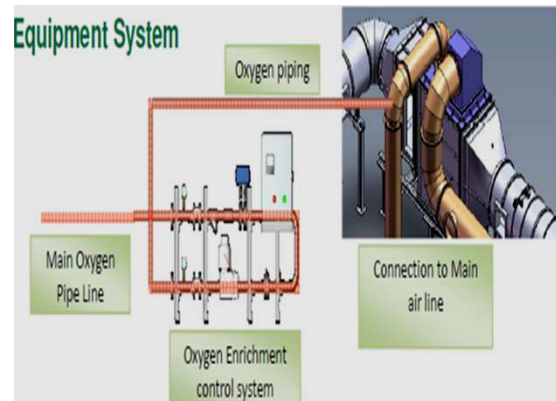 Equipment System
Oxygen piping
Main Oxygen
Pipe Line
Connection to Main
air line
Oxygen Enrichment
control system